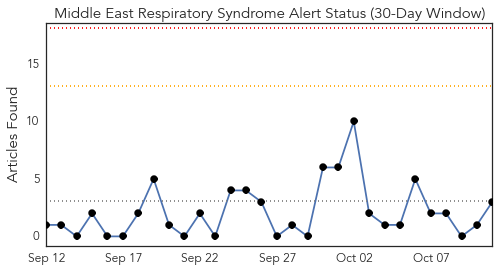 Middle East Respiratory Syndrome Alert Status (30-Day Window)
Articles Found
15
10
5
0
Sep 12 Sep 17 Sep 22 Sep 27 Oct 02 Oct 07